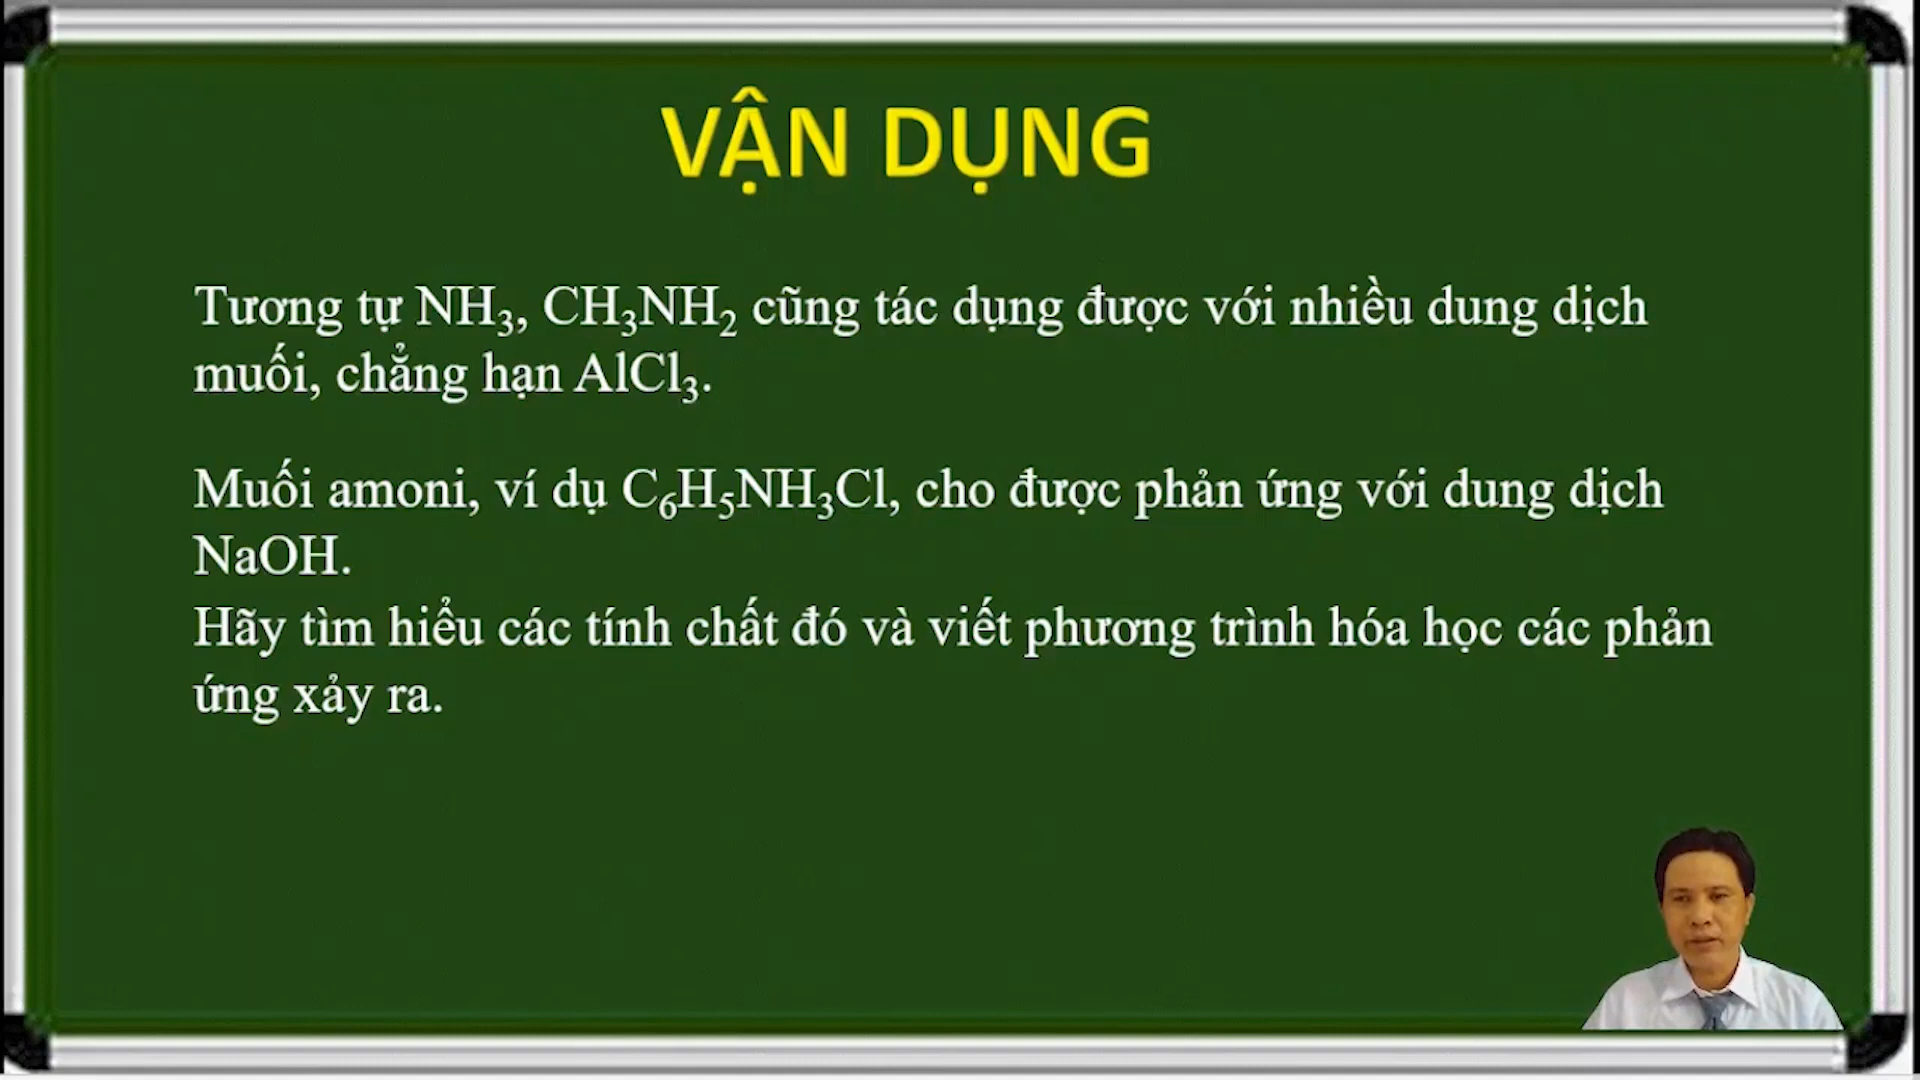 VẬN DỤNG
Tương tự NH₃, CH₃NH₂ cũng tác dụng được với nhiều dung dịch
muối, chẳng hạn AlCl₃.
Muối amoni, ví dụ C₆H₅NH₃Cl, cho được phản ứng với dung dịch
NaOH.
Hãy tìm hiểu các tính chất đó và viết phương trình hóa học các phản
ứng xảy ra.